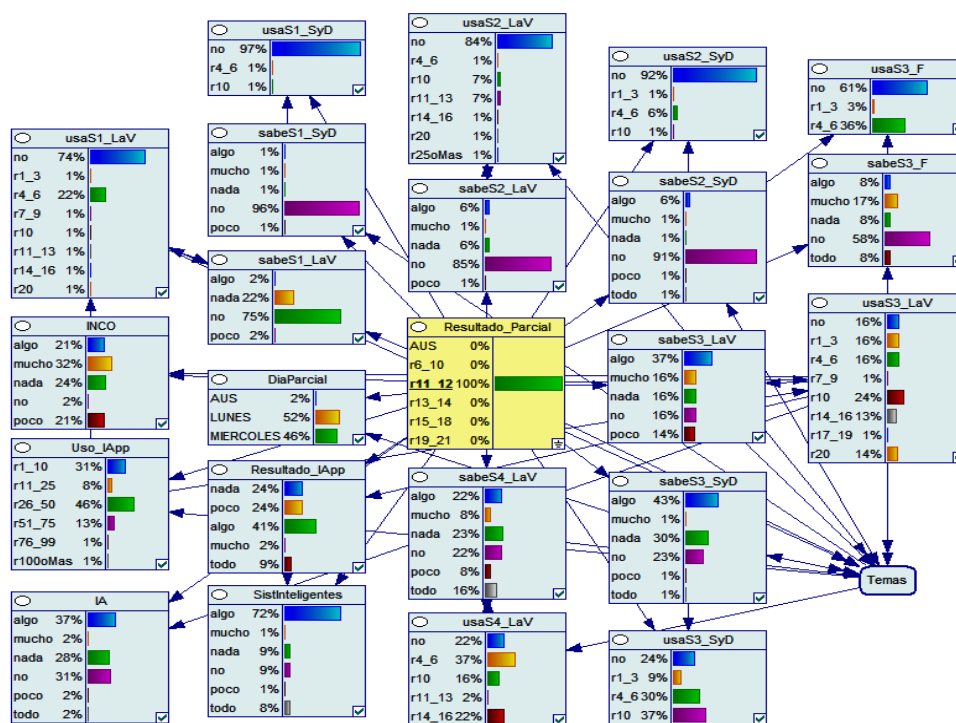 usaS1_SyD
no 97%
r4_6 1%
r10 1%
usaS2_LaV
no 84%
r4_6 1%
r10 7%
r11_13 7%
r14_16 1%
r20 1%
r25oMas 1%
usaS2_SyD
no 92%
r1_3 1%
r4_6 6%
r10 1%
usaS3_F
no 61%
r1_3 3%
r4_6 36%
usaS1_LaV
no 74%
r1_3 1%
r4_6 22%
r7_9 1%
r10 1%
r11_13 1%
r14_16 1%
r20 1%
sabeS1_SyD
algo 1%
mucho 1%
nada 1%
no 96%
poco 1%
sabeS2_LaV
algo 6%
mucho 1%
nada 6%
no 85%
poco 1%
sabeS2_SyD
algo 6%
mucho 1%
nada 1%
no 91%
poco 1%
todo 1%
sabeS3_F
algo 8%
mucho 17%
nada 8%
no 58%
todo 8%
sabeS1_LaV
algo 2%
nada 22%
no 75%
poco 2%
INCO
algo 21%
mucho 32%
nada 24%
no 2%
poco 21%
DiaParcial
AUS 2%
LUNES 52%
MIERCOLES 46%
Resultado_Parcial
AUS 0%
r6_10 0%
r11_12 100%
r13_14 0%
r15_18 0%
r19_21 0%
sabeS3_LaV
algo 37%
mucho 16%
nada 16%
no 16%
poco 14%
usaS3_LaV
no 16%
r1_3 16%
r4_6 16%
r7_9 1%
r10 24%
r14_16 13%
r17_19 1%
r20 14%
Uso_IApp
r1_10 31%
r11_25 8%
r26_50 46%
r51_75 13%
r76_99 1%
r100oMas 1%
Resultado_IApp
nada 24%
poco 24%
algo 41%
mucho 2%
todo 9%
sabeS4_LaV
algo 22%
mucho 8%
nada 23%
no 22%
poco 8%
todo 16%
sabeS3_SyD
algo 43%
mucho 1%
nada 30%
no 23%
poco 1%
todo 1%
Temas
IA
algo 37%
mucho 2%
nada 28%
no 31%
poco 2%
todo 2%
SistInteligentes
algo 72%
mucho 1%
nada 9%
no 9%
poco 1%
todo 8%
usaS4_LaV
no 22%
r4_6 37%
r10 16%
r11_13 2%
r14_16 22%
usaS3_SyD
no 24%
r1_3 9%
r4_6 30%
r10 37%